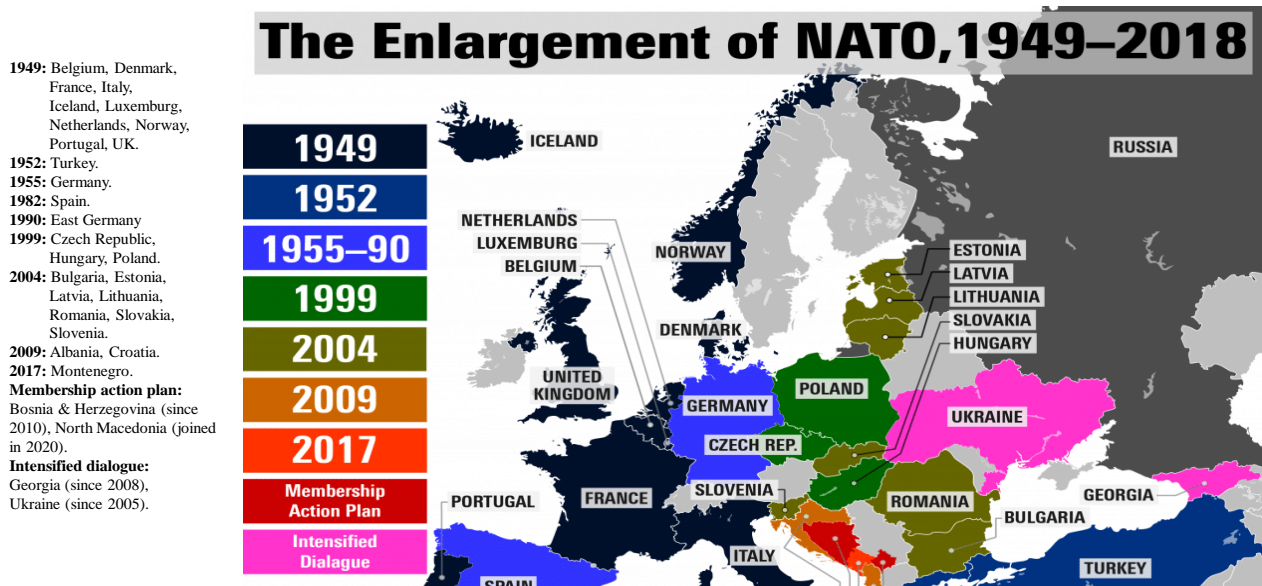 The Enlargement of NATO,1949–2018
1949: Belgium, Denmark,
France, Italy,
Iceland, Luxemburg,
Netherlands, Norway,
Portugal, UK.
1952: Turkey.
1955: Germany.
1982: Spain.
1990: East Germany
1999: Czech Republic,
Hungary, Poland.
2004: Bulgaria, Estonia,
Latvia, Lithuania,
Romania, Slovakia,
Slovenia.
2009: Albania, Croatia.
2017: Montenegro.
Membership action plan:
Bosnia & Herzegovina (since
2010), North Macedonia (joined
in 2020).
Intensified dialogue:
Georgia (since 2008),
Ukraine (since 2005).
1949
1952
1955–90
1999
2004
2009
2017
Membership
Action Plan
Intensified
Dialogue
ICELAND
RUSSIA
NETHERLANDS
LUXEMBURG
BELGIUM
NORWAY
ESTONIA
LATVIA
LITHUANIA
SLOVAKIA
HUNGARY
DENMARK
UNITED
KINGDOM
POLAND
GERMANY
UKRAINE
CZECH REP.
SLOVENIA
FRANCE
PORTUGAL
ROMANIA
GEORGIA
BULGARIA
ITALY
TURKEY
SPAIN